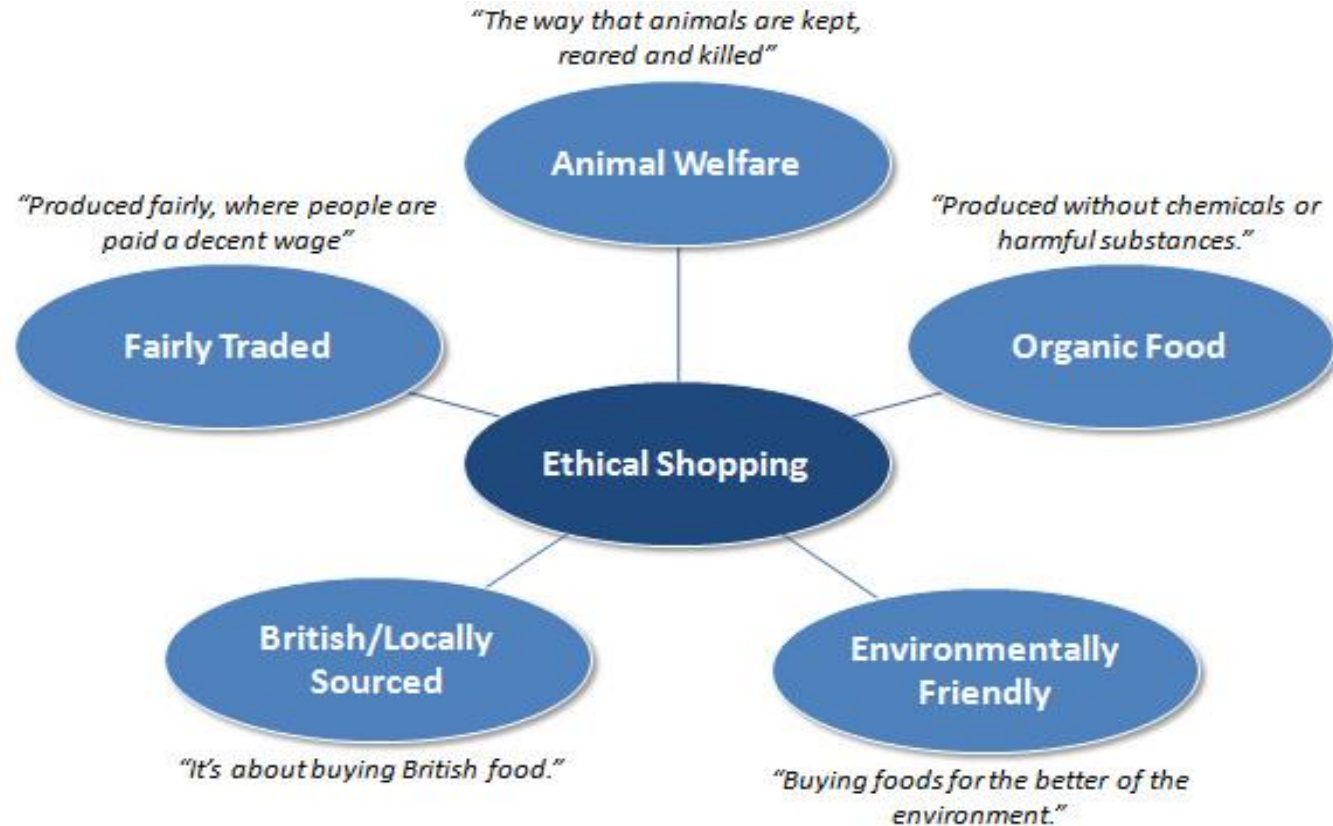 “The way that animals are kept,
reared and killed”
Animal Welfare
“Produced fairly, where people are
paid a decent wage”
Fairly Traded
“Produced without chemicals or
harmful substances.”
Organic Food
Ethical Shopping
British/Locally
Sourced
“It’s about buying British food.”
Environmentally
Friendly
“Buying foods for the better of the
environment.”